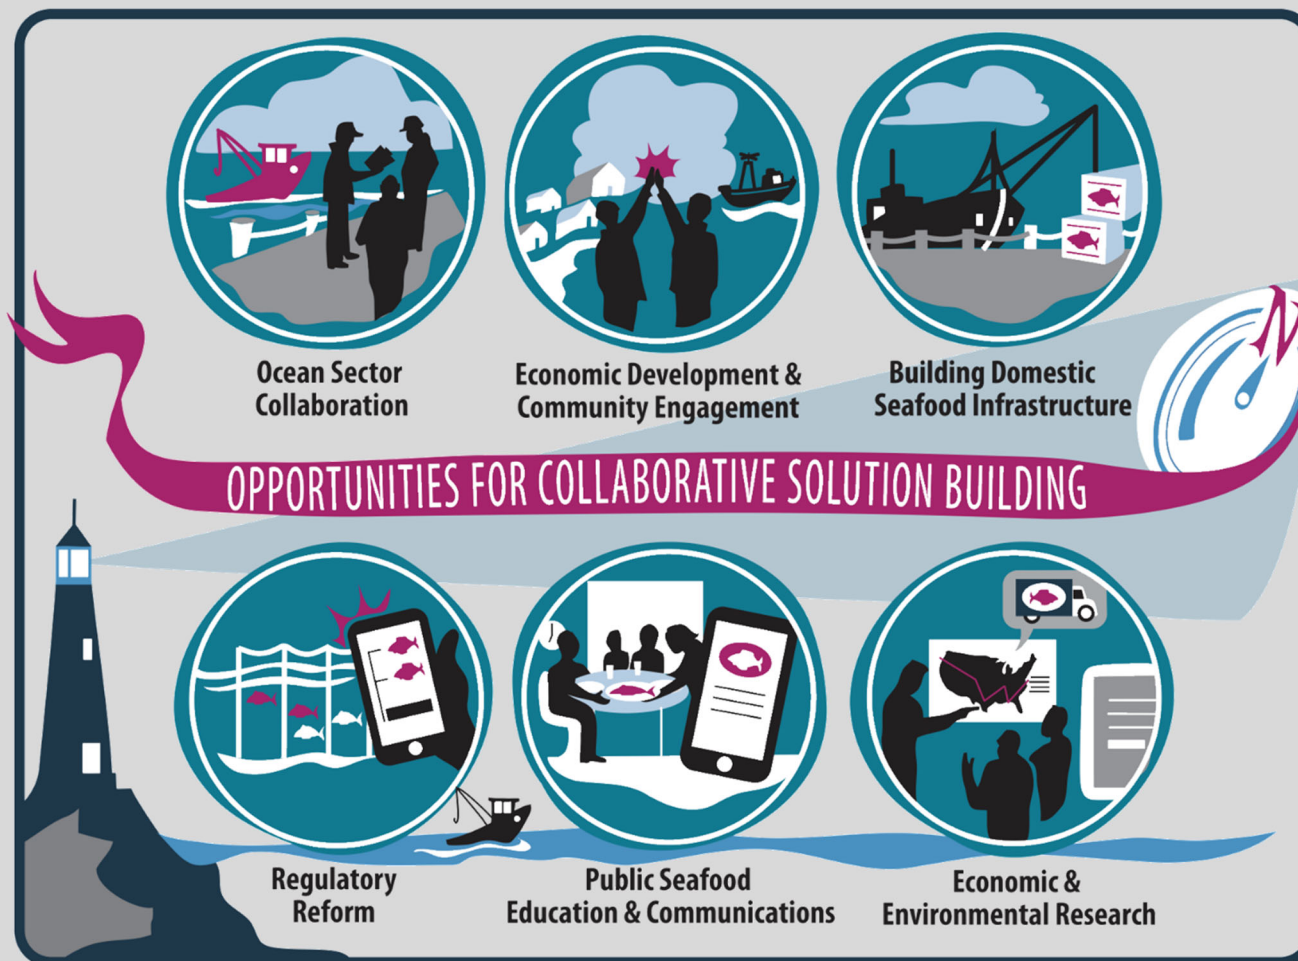 Ocean Sector
Collaboration
Economic Development &
Community Engagement
Building Domestic
Seafood Infrastructure
N
OPPORTUNITIES FOR COLLABORATIVE SOLUTION BUILDING
Regulatory
Reform
Public Seafood
Education & Communications
Economic &
Environmental Research